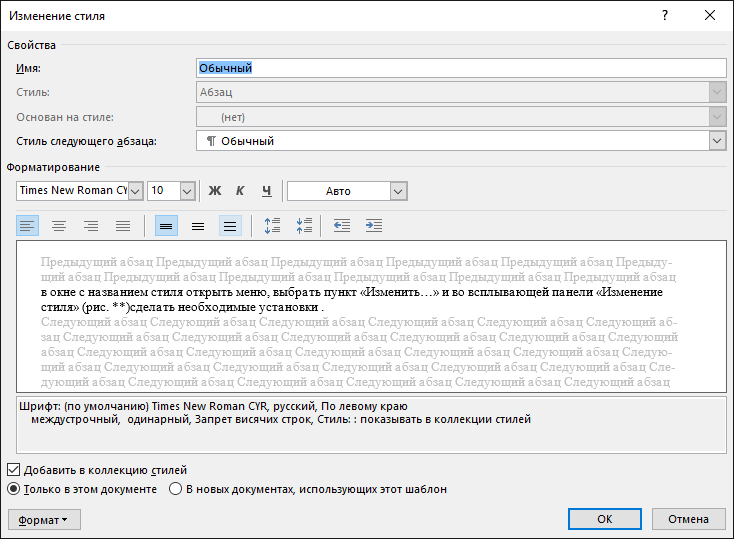 Изменение стиля
Свойства
Имя: Обычный
Стиль: Абзац
Основан на стиле: (нет)
Стиль следующего абзаца: ¶ Обычный
Форматирование
Times New Roman CY 10 Ж К Ч Авто
Предыдущий абзац Предыдущий абзац Предыдущий абзац Предыдущий абзац Предыдущий абзац Предыду-
щий абзац Предыдущий абзац Предыдущий абзац Предыдущий абзац Предыдущий абзац Предыдущий абзац
в окне с названием стиля открыть меню, выбрать пункт «Изменить…» и во всплывающей панели «Изменение
стиля» (рис. **)сделать необходимые установки .
Следующий абзац Следующий абзац Следующий абзац Следующий абзац Следующий абзац Следующий аб-
зац Следующий абзац Следующий абзац Следующий абзац Следующий абзац Следующий абзац Следующий
абзац Следующий абзац Следующий абзац Следующий абзац Следующий абзац Следующий абзац Следую-
щий абзац Следующий абзац Следующий абзац Следующий абзац Следующий абзац Следующий абзац Сле-
дующий абзац Следующий абзац Следующий абзац Следующий абзац Следующий абзац Следующий абзац
Шрифт: (по умолчанию) Times New Roman CYR, русский, По левому краю
междустрочный, одинарный, Запрет висячих строк, Стиль: : показывать в коллекции стилей
Добавить в коллекцию стилей
Только в этом документе В новых документах, использующих этот шаблон
Формат ОК Отмена